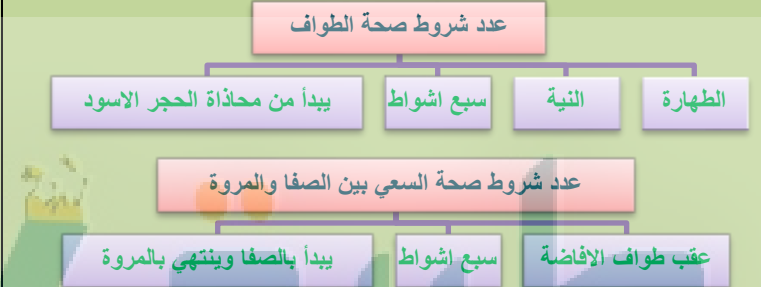 عدد شروط صحة الطواف
الطهارة
النية
سبع اشواط
يبدأ من محاذاة الحجر الاسود
عدد شروط صحة السعي بين الصفا والمروة
عقب طواف الافاضة
سبع اشواط
يبدأ بالصفا وينتهي بالمروة